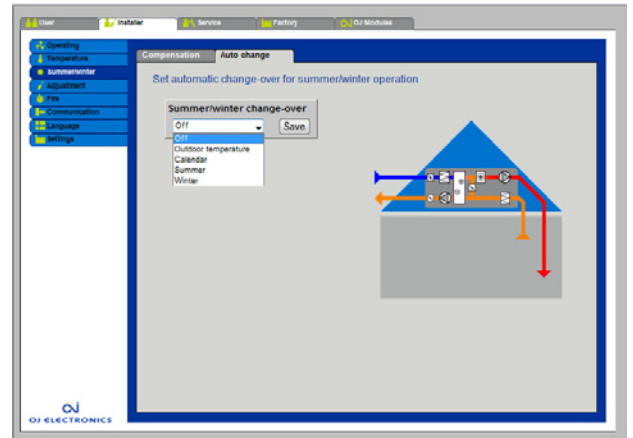 User
Installer
Service
Factory
OJ Modules
Operating
Temperature
Summer/winter
Adjustment
Fire
Communication
Language
Settings
Compensation
Auto change
Set automatic change-over for summer/winter operation
Summer/winter change-over
Off
Save
Off
Outdoor temperature
Calendar
Summer
Winter
OJ ELECTRONICS